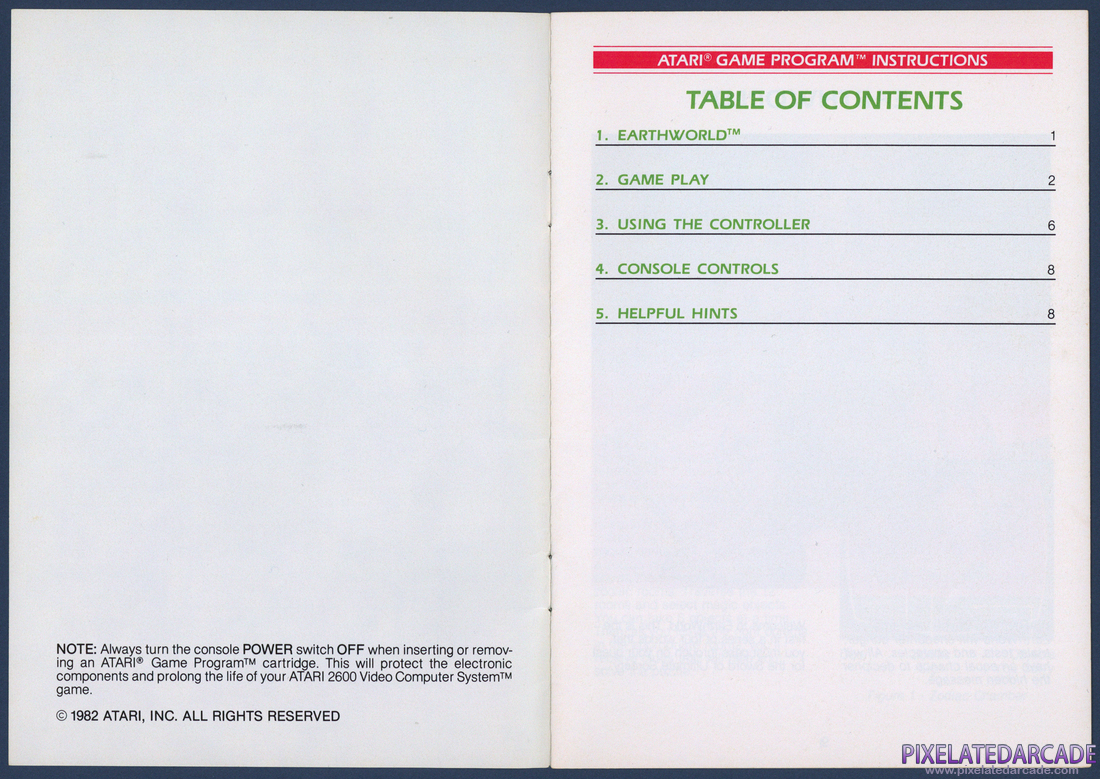 NOTE: Always turn the console POWER switch OFF when inserting or remov-
ing an ATARI® Game Program™ cartridge. This will protect the electronic
components and prolong the life of your ATARI 2600 Video Computer System™
game.
© 1982 ATARI, INC. ALL RIGHTS RESERVED
ATARI® GAME PROGRAM™ INSTRUCTIONS
TABLE OF CONTENTS
1. EARTHWORLD™ 1
2. GAME PLAY 2
3. USING THE CONTROLLER 6
4. CONSOLE CONTROLS 8
5. HELPFUL HINTS 8
PIXELATEDARCADE
www.pixelatedarcade.com